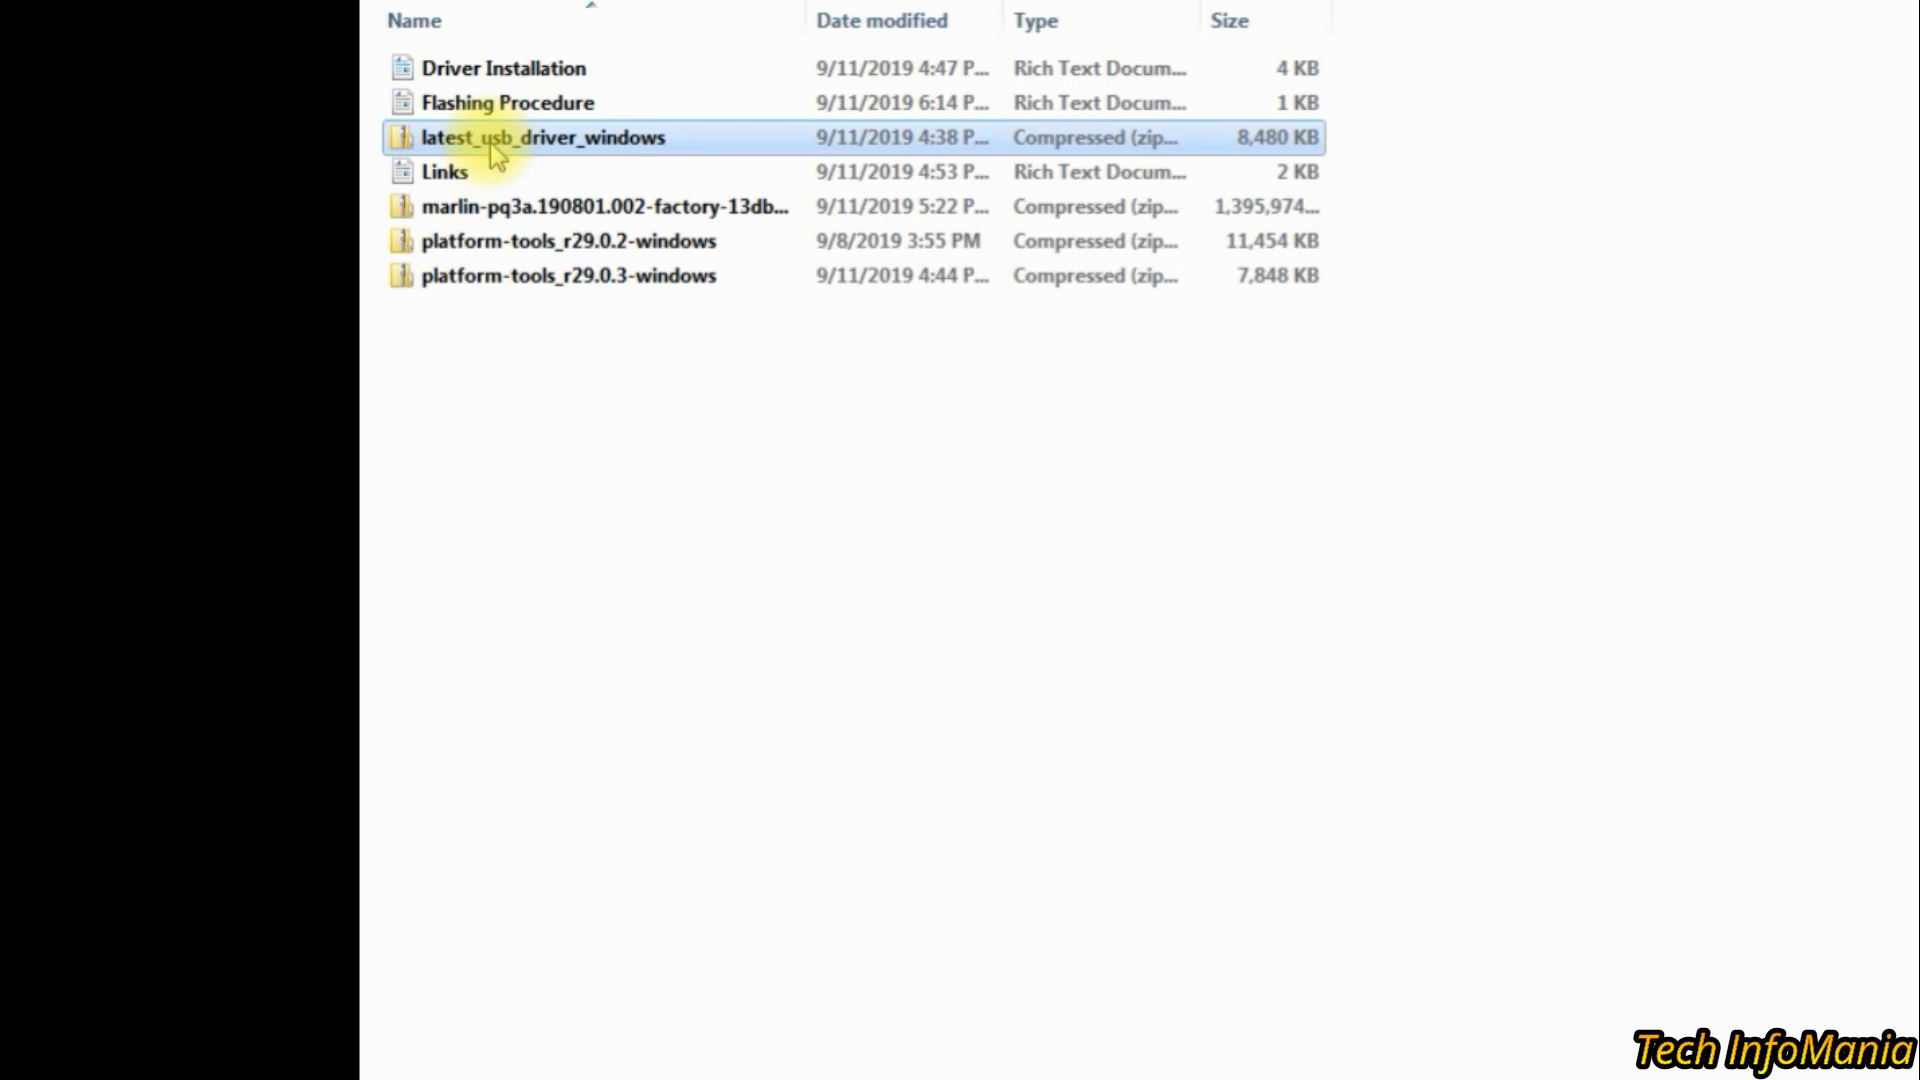 Name Date modified Type Size
Driver Installation 9/11/2019 4:47 P... Rich Text Docum... 4 KB
Flashing Procedure 9/11/2019 6:14 P... Rich Text Docum... 1 KB
latest_usb_driver_windows 9/11/2019 4:38 P... Compressed (zip... 8,480 KB
Links 9/11/2019 4:53 P... Rich Text Docum... 2 KB
marlin-pq3a.190801.002-factory-13db... 9/11/2019 5:22 P... Compressed (zip... 1,395,974...
platform-tools_r29.0.2-windows 9/8/2019 3:55 PM Compressed (zip... 11,454 KB
platform-tools_r29.0.3-windows 9/11/2019 4:44 P... Compressed (zip... 7,848 KB
Tech InfoMania